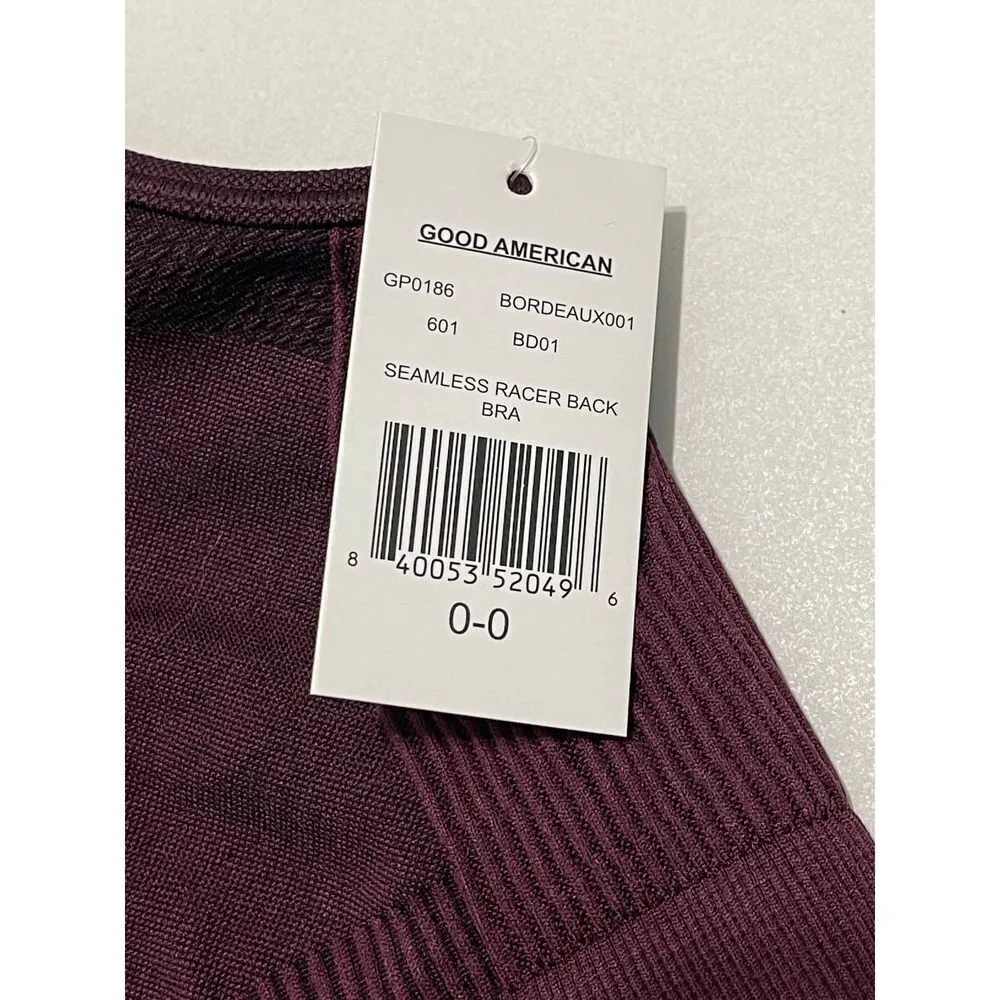 GOOD AMERICAN
GP0186 BORDEAUX001
601 BD01
SEAMLESS RACER BACK
BRA
8 40053 52049 6
0-0